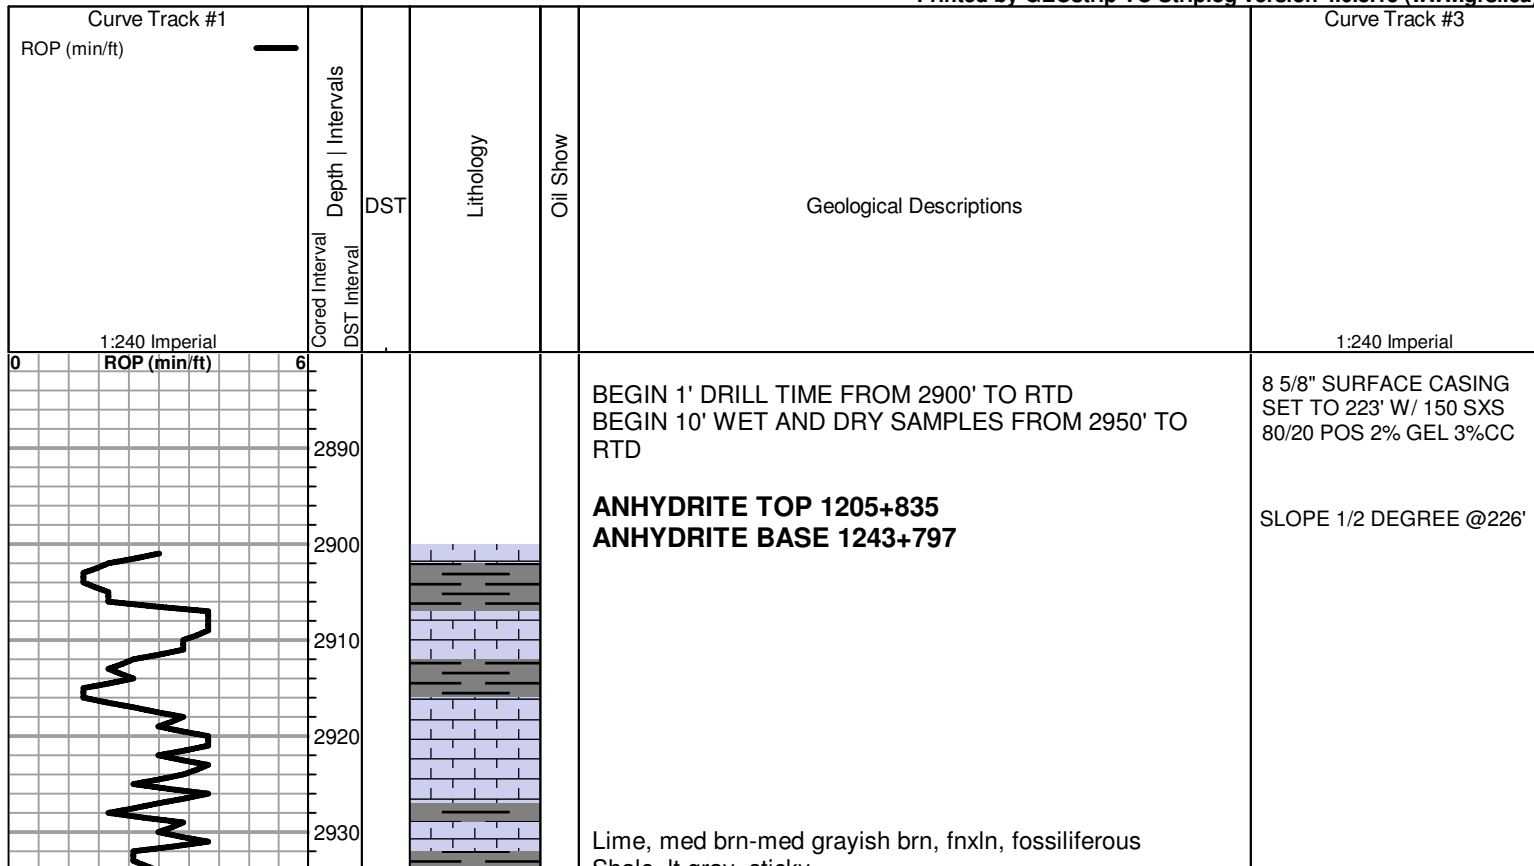 Curve Track #1
ROP (min/ft)
1:240 Imperial
Cored Interval
Depth | Intervals
DST Interval
DST
Lithology
Oil Show
Geological Descriptions
Curve Track #3
1:240 Imperial
0 ROP (min/ft) 6
2890
2900
2910
2920
2930
BEGIN 1' DRILL TIME FROM 2900' TO RTD
BEGIN 10' WET AND DRY SAMPLES FROM 2950' TO
RTD
ANHYDRITE TOP 1205+835
ANHYDRITE BASE 1243+797
Lime, med brn-med grayish brn, fnxln, fossiliferous
8 5/8" SURFACE CASING
SET TO 223' W/ 150 SXS
80/20 POS 2% GEL 3%CC
SLOPE 1/2 DEGREE @226'